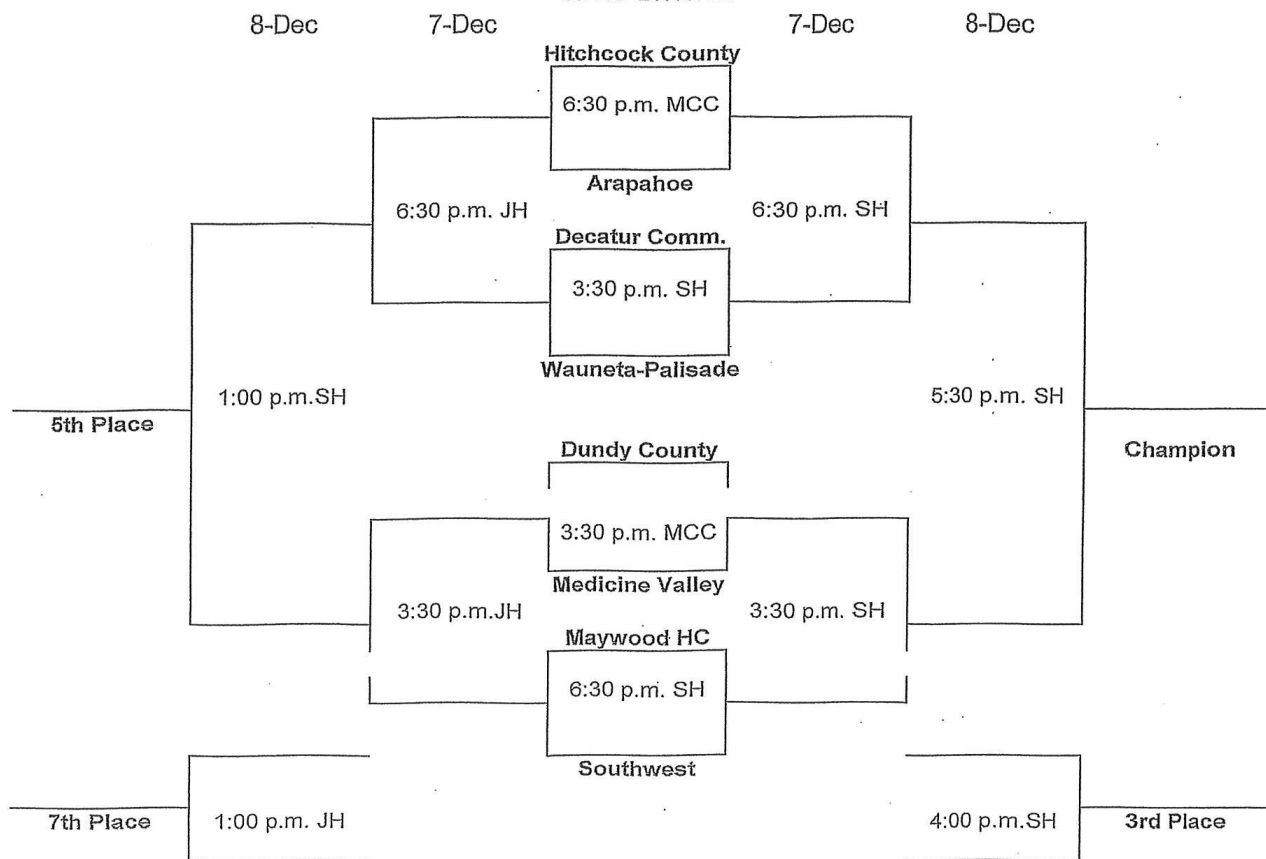 8-Dec 7-Dec 7-Dec 8-Dec
Hitchcock County
6:30 p.m. MCC
Arapahoe
6:30 p.m. JH 6:30 p.m. SH
Decatur Comm.
3:30 p.m. SH
Wauneta-Palisade
1:00 p.m.SH 5:30 p.m. SH
5th Place
Dundy County Champion
3:30 p.m. MCC
Medicine Valley
3:30 p.m.JH 3:30 p.m. SH
Maywood HC
6:30 p.m. SH
Southwest
7th Place 1:00 p.m. JH 4:00 p.m.SH 3rd Place